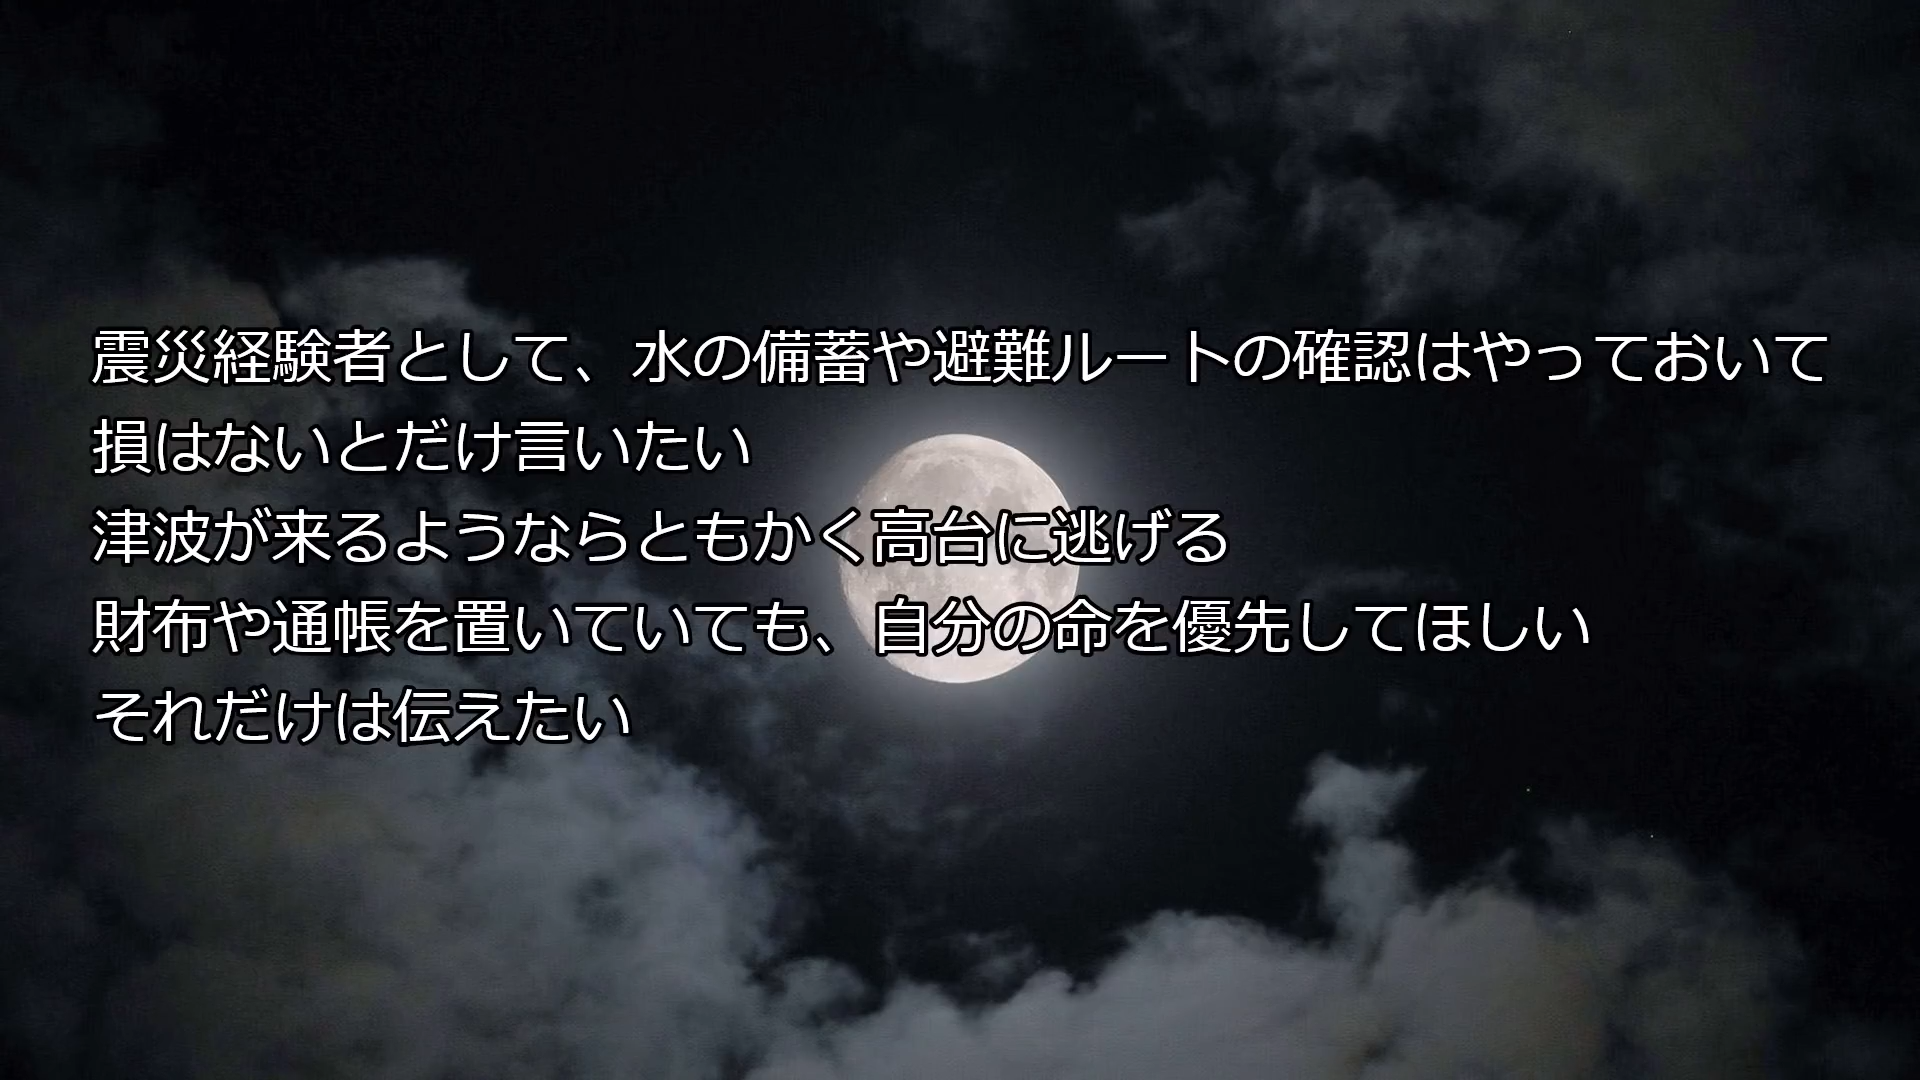 震災経験者として、水の備蓄や避難ルートの確認はやっておいて
損はないとだけ言いたい
津波が来るようならともかく高台に逃げる
財布や通帳を置いていても、自分の命を優先してほしい
それだけは伝えたい